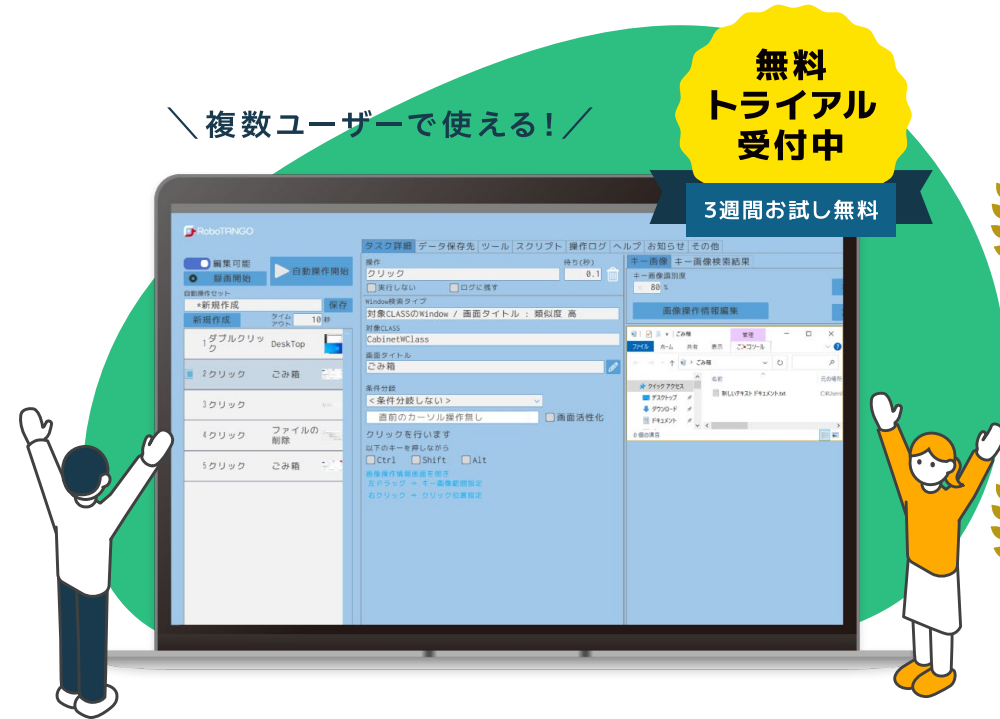 複数ユーザーで使える!
無料
トライアル
受付中
3週間お試し無料
RoboTANGO
編集可能
録画開始
自動操作開始
自動操作セット
*新規作成
保存
新規作成
タイム
アウト
10 秒
1 ダブルクリック DeskTop
2 クリック ごみ箱
3 クリック
4 クリック ファイルの削除
5 クリック ごみ箱
タスク詳細 データ保存先 ツール スクリプト 操作ログ ヘルプ お知らせ その他
操作
待ち(秒)
クリック
0.1
実行しない
ログに残す
Window検索タイプ
対象CLASSのWindow / 画面タイトル : 類似度 高
対象CLASS
CabinetWClass
画面タイトル
ごみ箱
条件分岐
<条件分岐しない>
直前のカーソル操作無し
画面活性化
クリックを行います
以下のキーを押しながら
Ctrl Shift Alt
画像操作情報画面を開き
左ドラッグ → キー画像範囲指定
右クリック → クリック位置指定
キー画像 キー画像検索結果
キー画像識別度
80 %
画像操作情報編集
ごみ箱
管理
ファイル ホーム 共有 表示 ごみ箱ツール
ごみ箱
クイック アクセス
デスクトップ
ダウンロード
ドキュメント
名前
元の場所
新しいテキスト ドキュメント.txt
C:¥Users